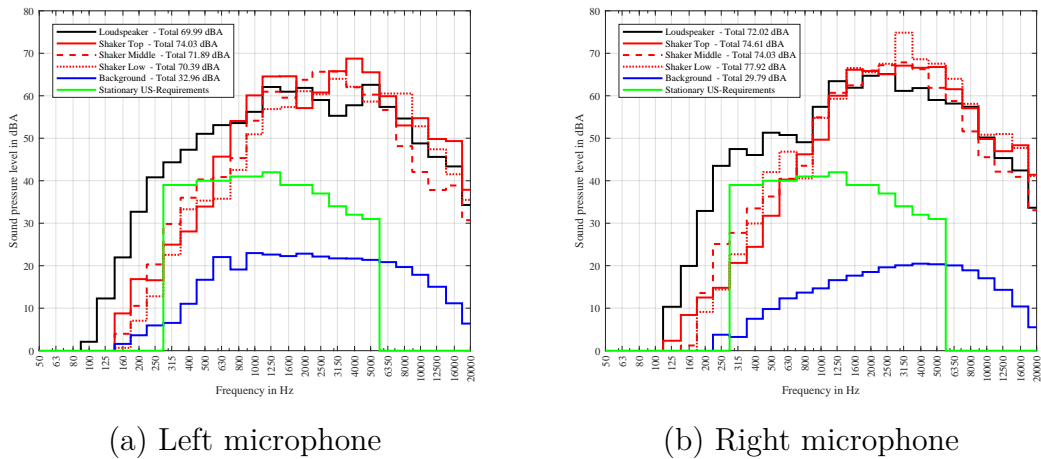 80
70
60
50
40
30
20
10
0
Sound pressure level in dBA
Loudspeaker - Total 69.99 dBA
Shaker Top - Total 74.03 dBA
Shaker Middle - Total 71.89 dBA
Shaker Low - Total 70.39 dBA
Background - Total 32.96 dBA
Stationary US-Requirements
50 63 80 100 125 160 200 250 315 400 500 630 800 1000 1250 1600 2000 2500 3150 4000 5000 6350 8000 10000 12500 16000 20000
Frequency in Hz
(a) Left microphone
80
70
60
50
40
30
20
10
0
Sound pressure level in dBA
Loudspeaker - Total 72.02 dBA
Shaker Top - Total 74.61 dBA
Shaker Middle - Total 74.03 dBA
Shaker Low - Total 77.92 dBA
Background - Total 29.79 dBA
Stationary US-Requirements
50 63 80 100 125 160 200 250 315 400 500 630 800 1000 1250 1600 2000 2500 3150 4000 5000 6350 8000 10000 12500 16000 20000
Frequency in Hz
(b) Right microphone